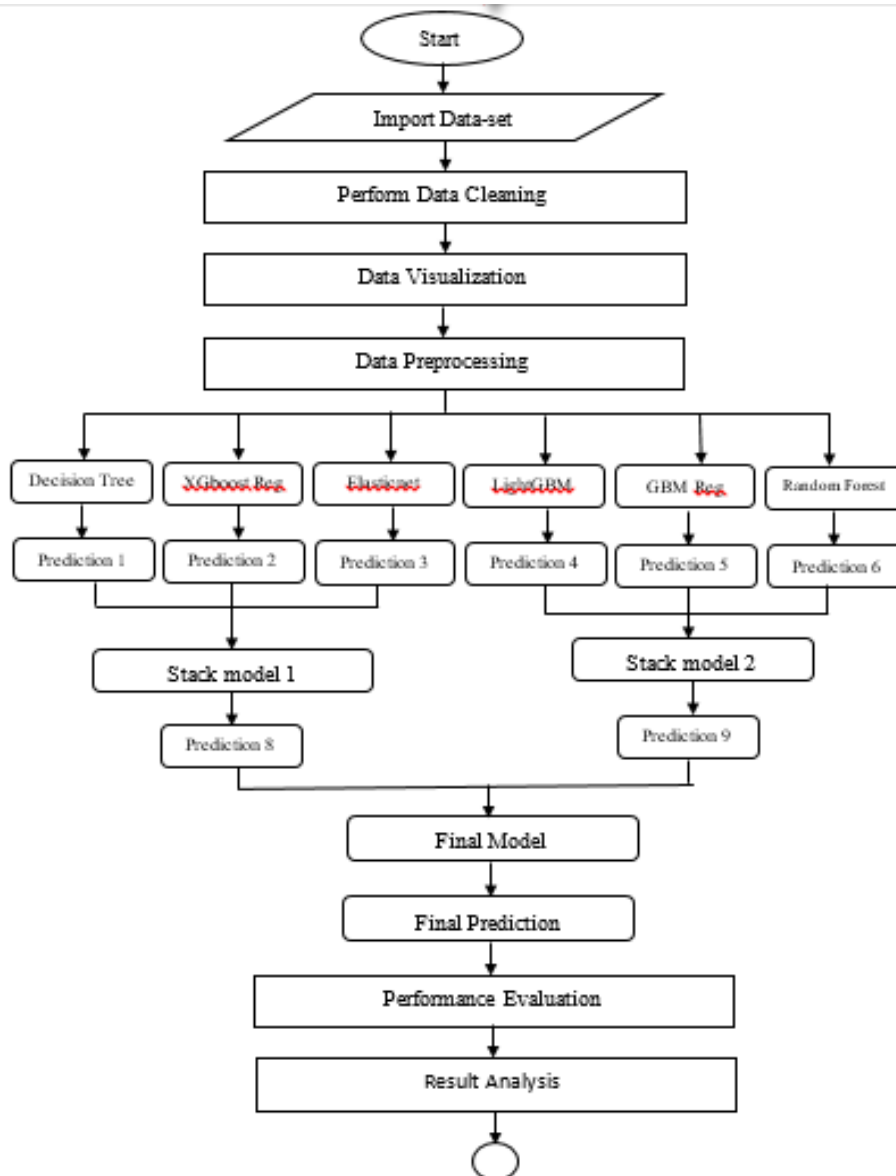 Start
Import Data-set
Perform Data Cleaning
Data Visualization
Data Preprocessing
Decision Tree
XGboost Reg
Elasticnet
LightGBM
GBM Reg
Random Forest
Prediction 1
Prediction 2
Prediction 3
Prediction 4
Prediction 5
Prediction 6
Stack model 1
Stack model 2
Prediction 8
Prediction 9
Final Model
Final Prediction
Performance Evaluation
Result Analysis